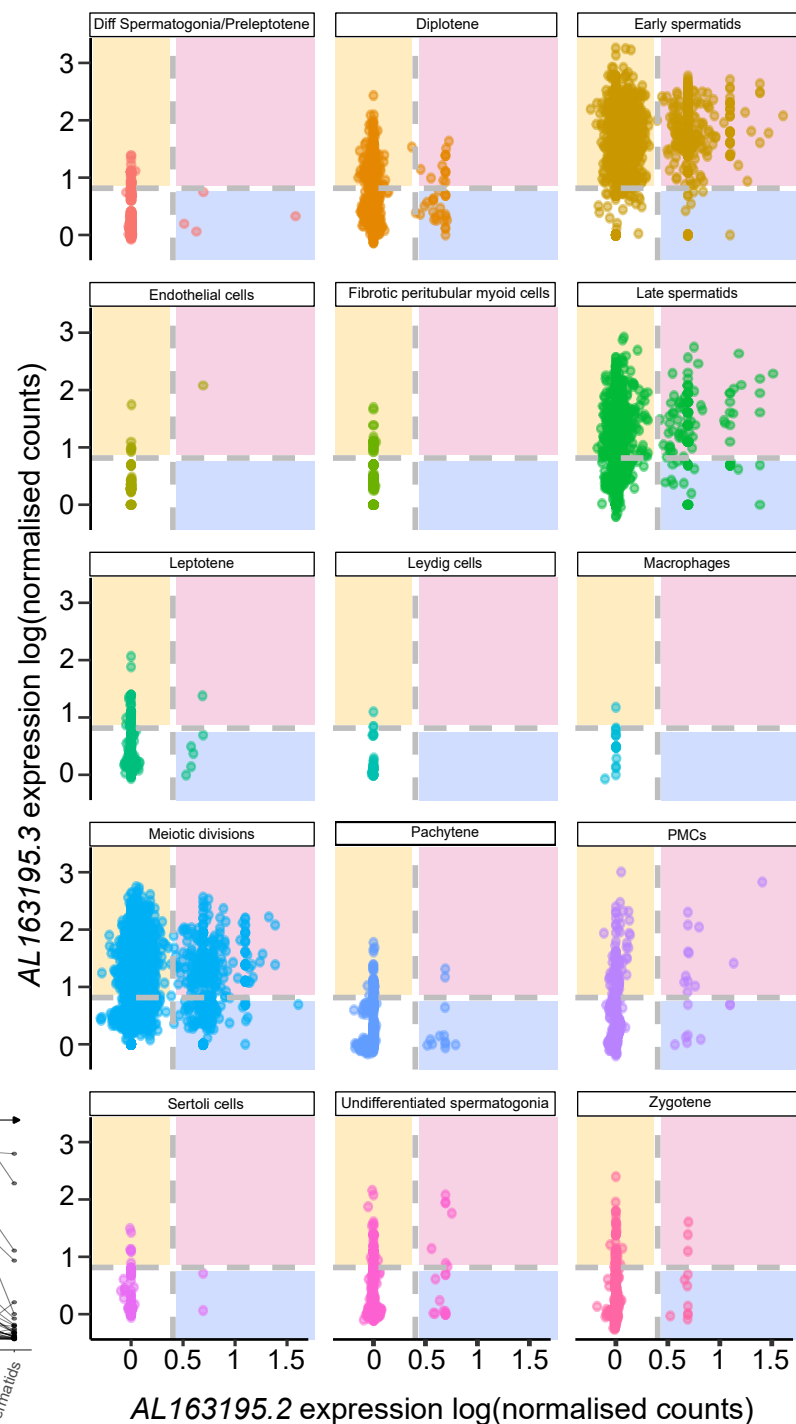 Diff Spermatogonia/Preleptotene
Diplotene
Early spermatids
3
2
1
0
Endothelial cells
Fibrotic peritubular myoid cells
Late spermatids
3
2
1
0
Leptotene
Leydig cells
Macrophages
3
2
1
0
Meiotic divisions
Pachytene
PMCs
3
2
1
0
Sertoli cells
Undifferentiated spermatogonia
Zygotene
3
2
1
0
0 0.5 1 1.5
0 0.5 1 1.5
0 0.5 1 1.5
AL163195.3 expression log(normalised counts)
AL163195.2 expression log(normalised counts)
ermatids